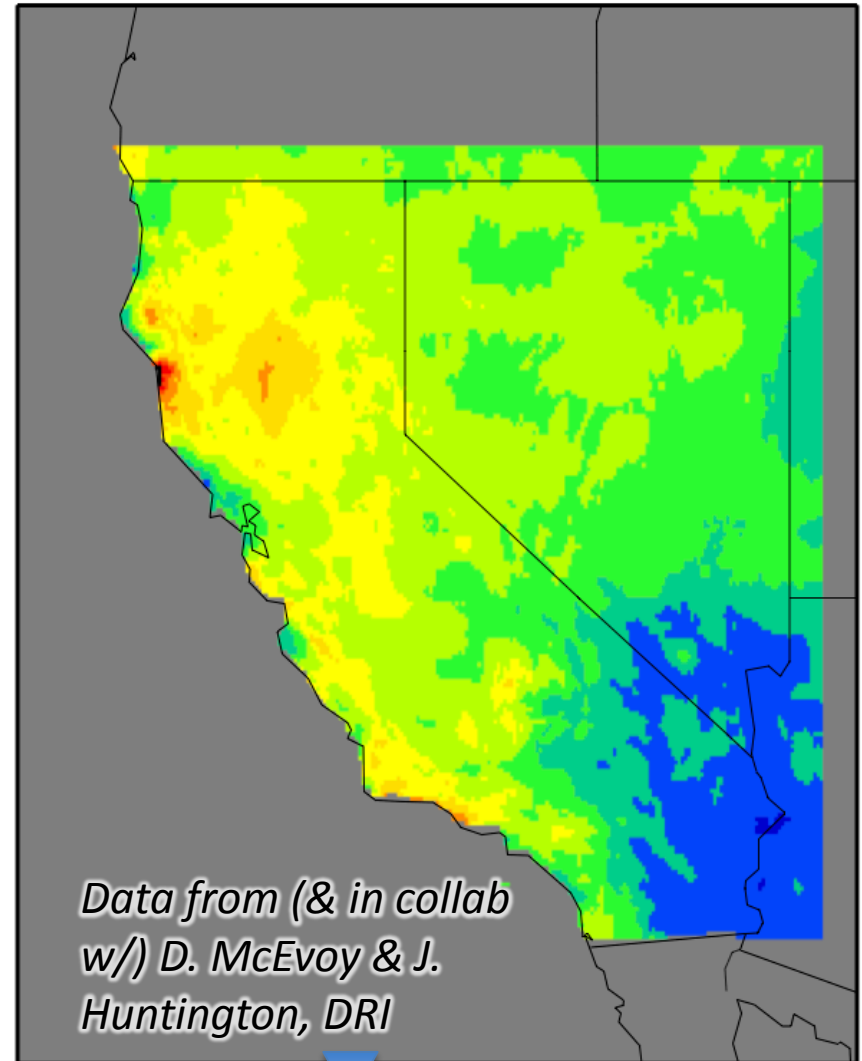 Data from (& in collab
w/) D. McEvoy & J.
Huntington, DRI